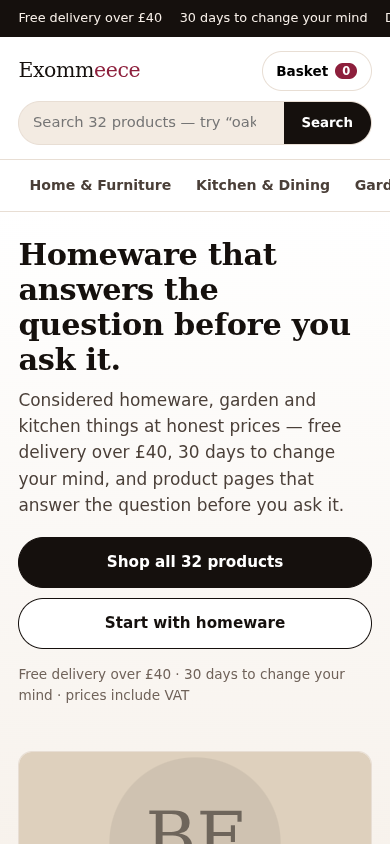 Free delivery over £40 30 days to change your mind
Exommeece
Basket 0
Search 32 products — try “oak
Search
Home & Furniture Kitchen & Dining Gard
Homeware that
answers the
question before you
ask it.
Considered homeware, garden and
kitchen things at honest prices — free
delivery over £40, 30 days to change
your mind, and product pages that
answer the question before you ask it.
Shop all 32 products
Start with homeware
Free delivery over £40 · 30 days to change your
mind · prices include VAT